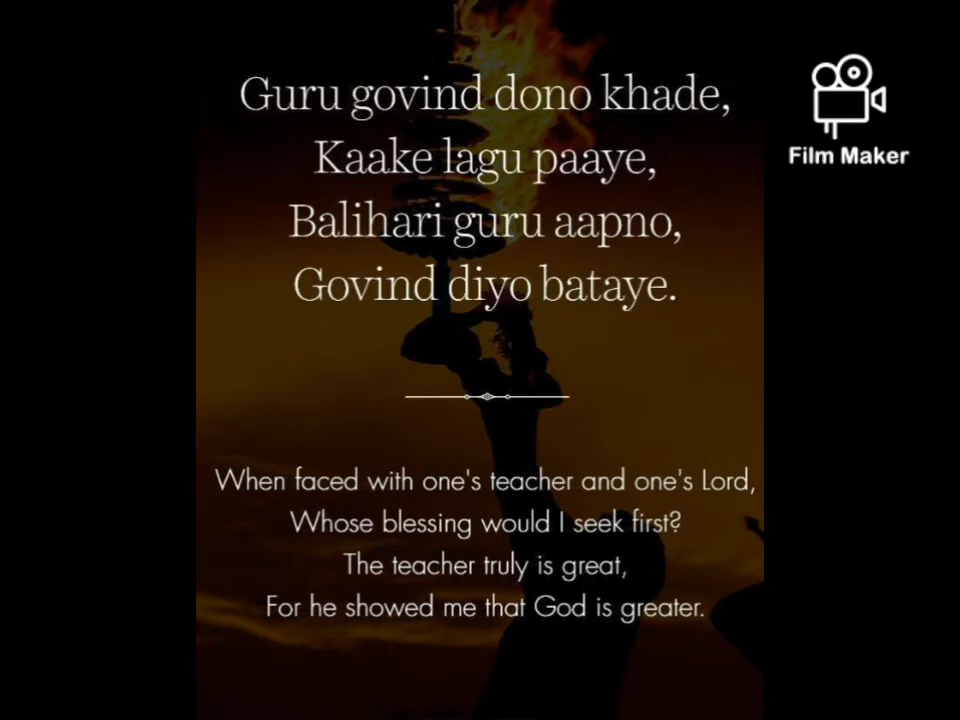 Guru govind dono khade,
Kaake lagu paaye,
Balihari guru aapno,
Govind diyo bataye.
When faced with one's teacher and one's Lord,
Whose blessing would I seek first?
The teacher truly is great,
For he showed me that God is greater.
Film Maker